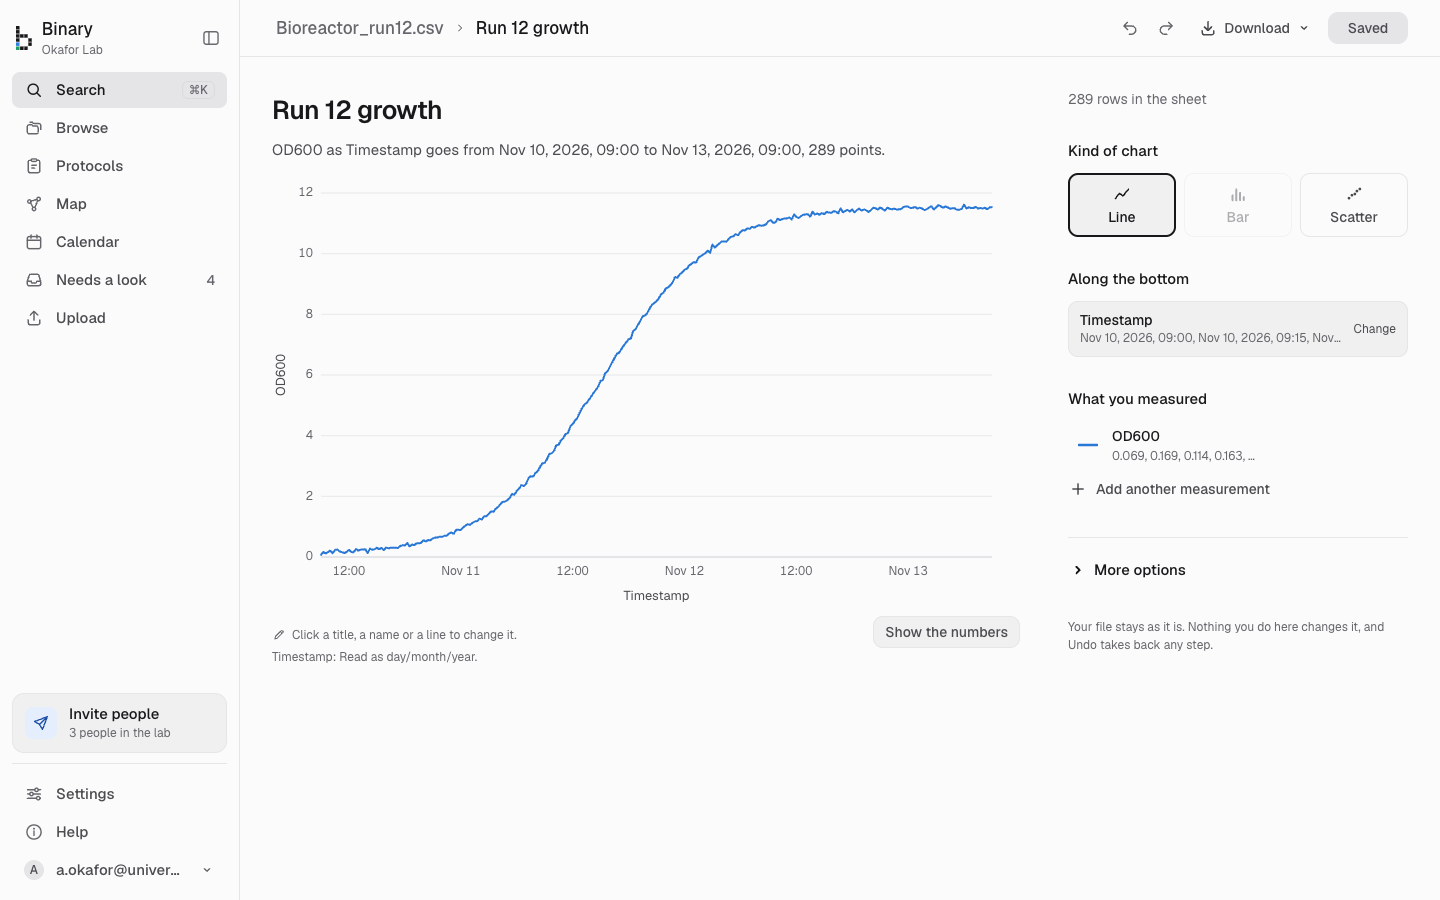 Binary
Okafor Lab
Search ⌘K
Browse
Protocols
Map
Calendar
Needs a look 4
Upload
Invite people
3 people in the lab
Settings
Help
A a.okafor@univer...
Bioreactor_run12.csv › Run 12 growth
Download
Saved
Run 12 growth
OD600 as Timestamp goes from Nov 10, 2026, 09:00 to Nov 13, 2026, 09:00, 289 points.
12
10
8
6
4
2
0
OD600
12:00 Nov 11 12:00 Nov 12 12:00 Nov 13
Timestamp
Click a title, a name or a line to change it.
Timestamp: Read as day/month/year.
Show the numbers
289 rows in the sheet
Kind of chart
Line Bar Scatter
Along the bottom
Timestamp
Nov 10, 2026, 09:00, Nov 10, 2026, 09:15, Nov...
Change
What you measured
OD600
0.069, 0.169, 0.114, 0.163, ...
Add another measurement
More options
Your file stays as it is. Nothing you do here changes it, and
Undo takes back any step.